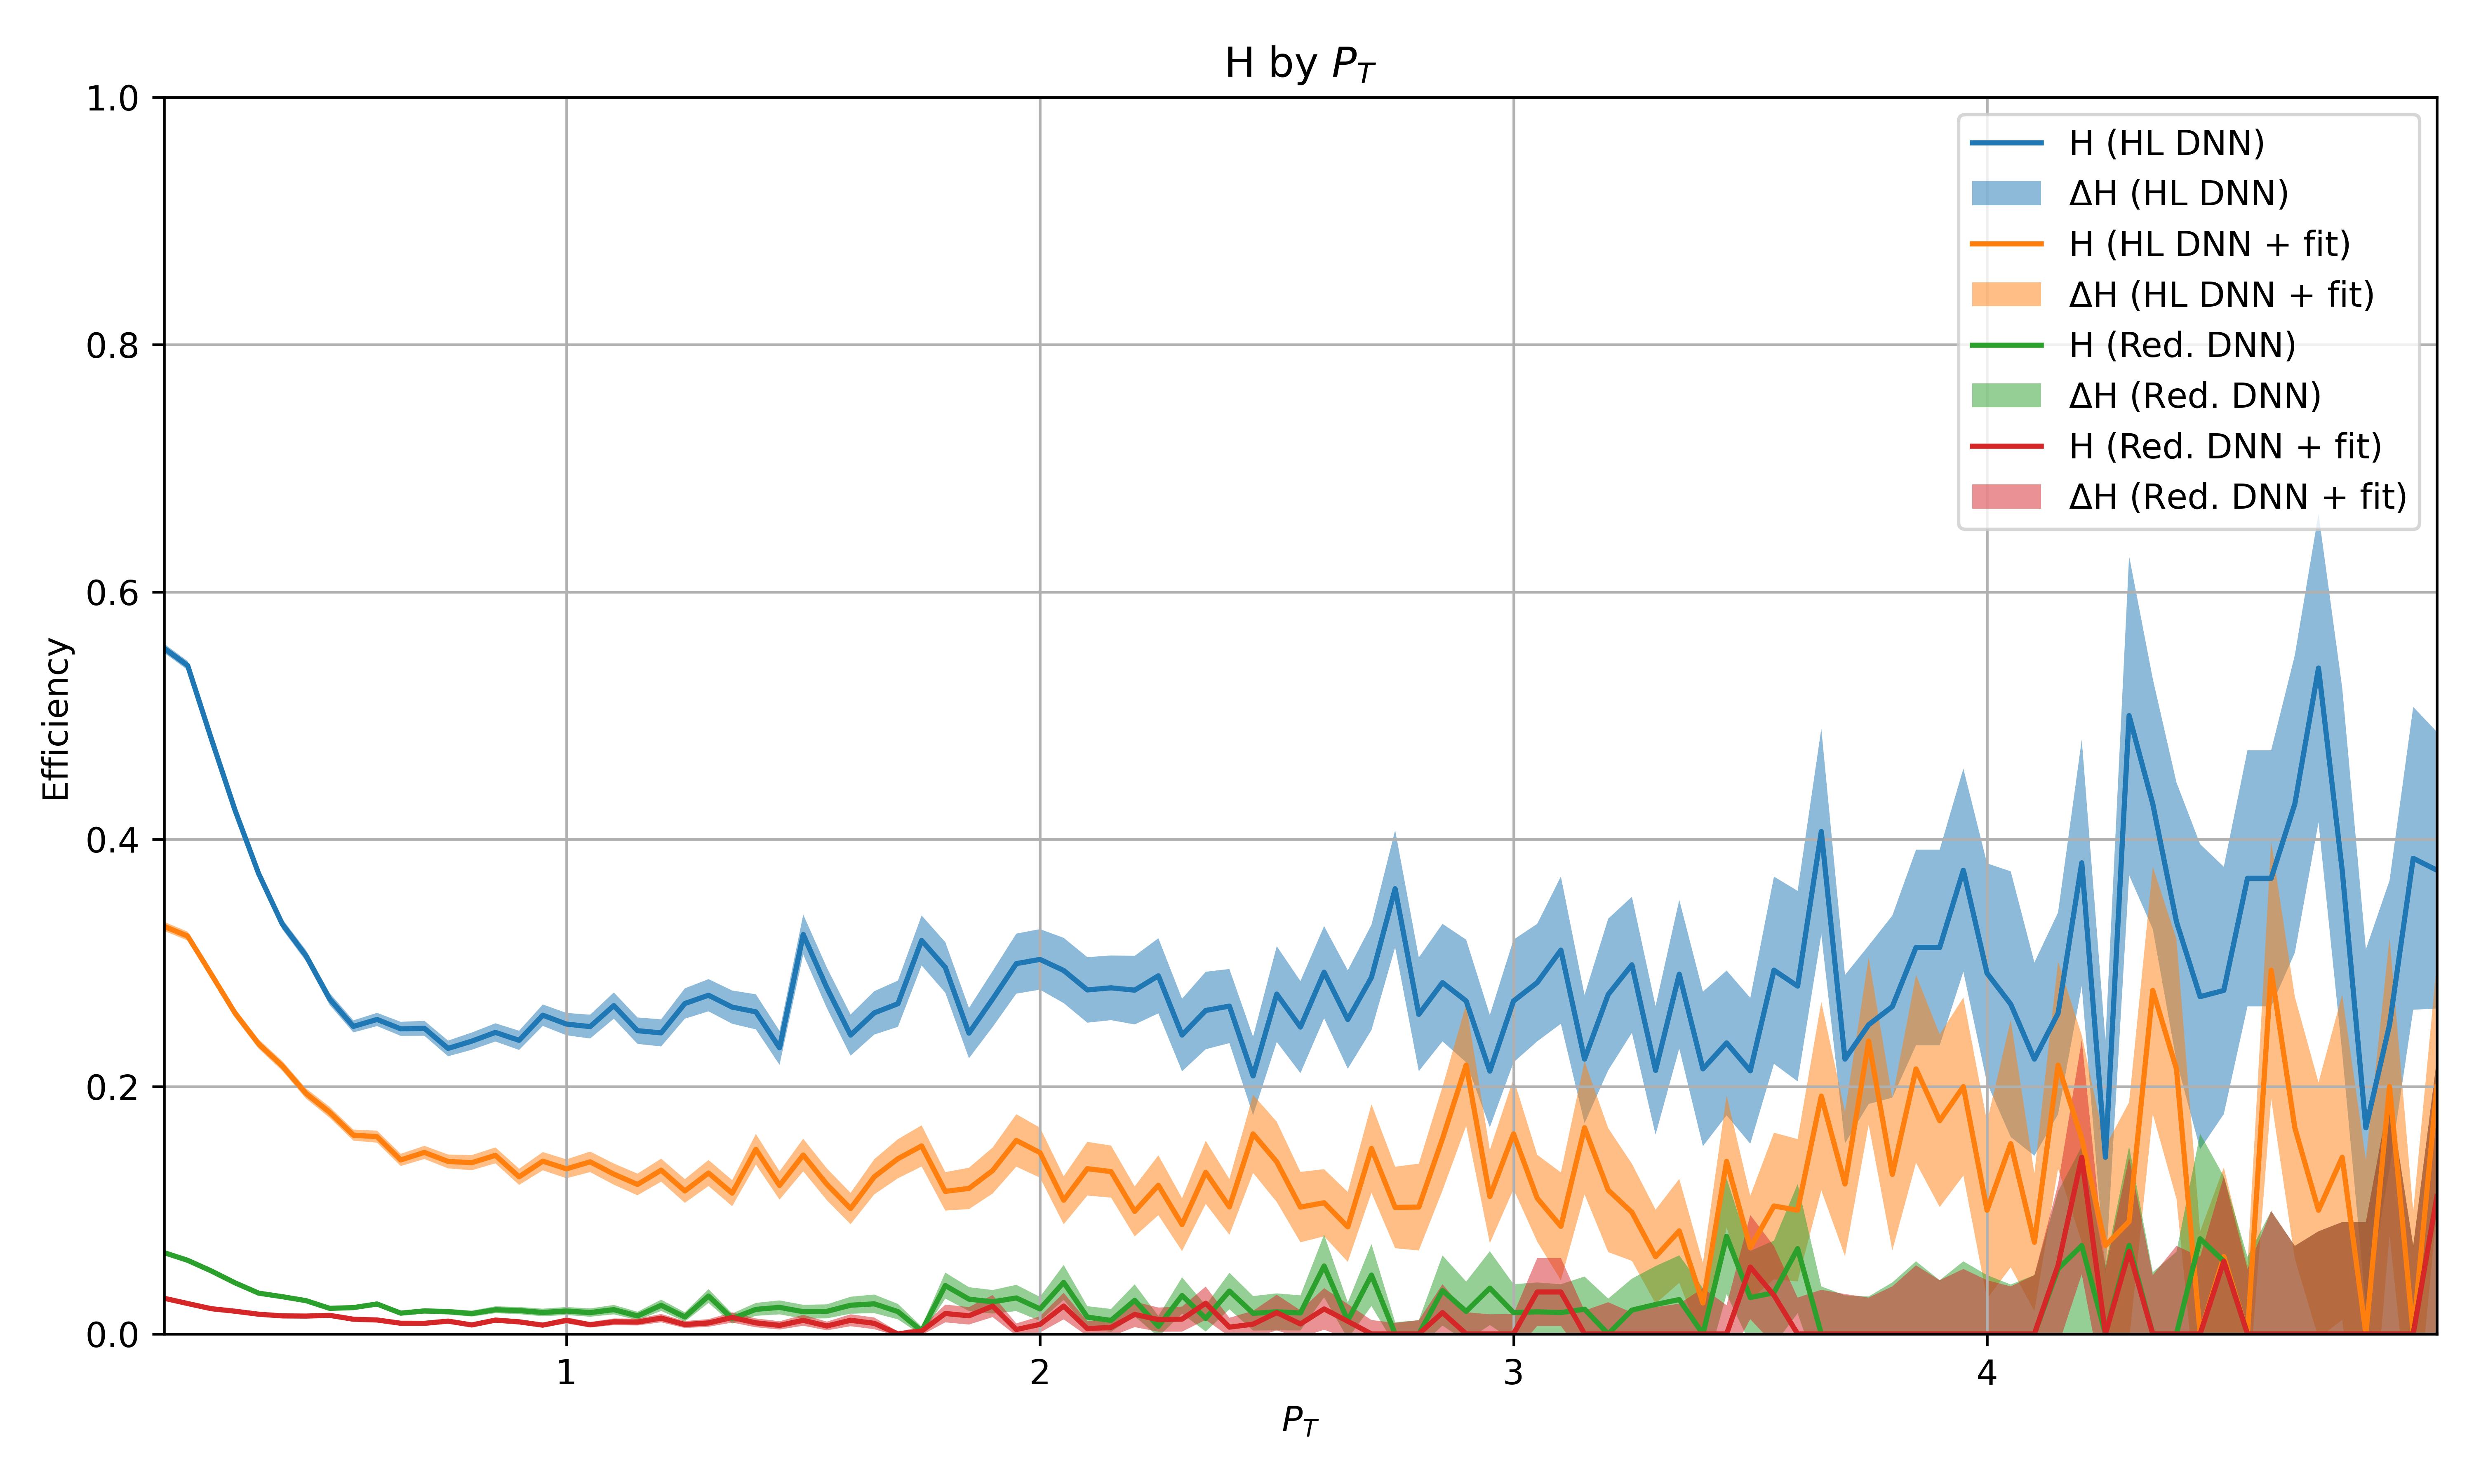 H by P_T
Efficiency
1.0
0.8
0.6
0.4
0.2
0.0
1 2 3 4
P_T
H (HL DNN)
ΔH (HL DNN)
H (HL DNN + fit)
ΔH (HL DNN + fit)
H (Red. DNN)
ΔH (Red. DNN)
H (Red. DNN + fit)
ΔH (Red. DNN + fit)